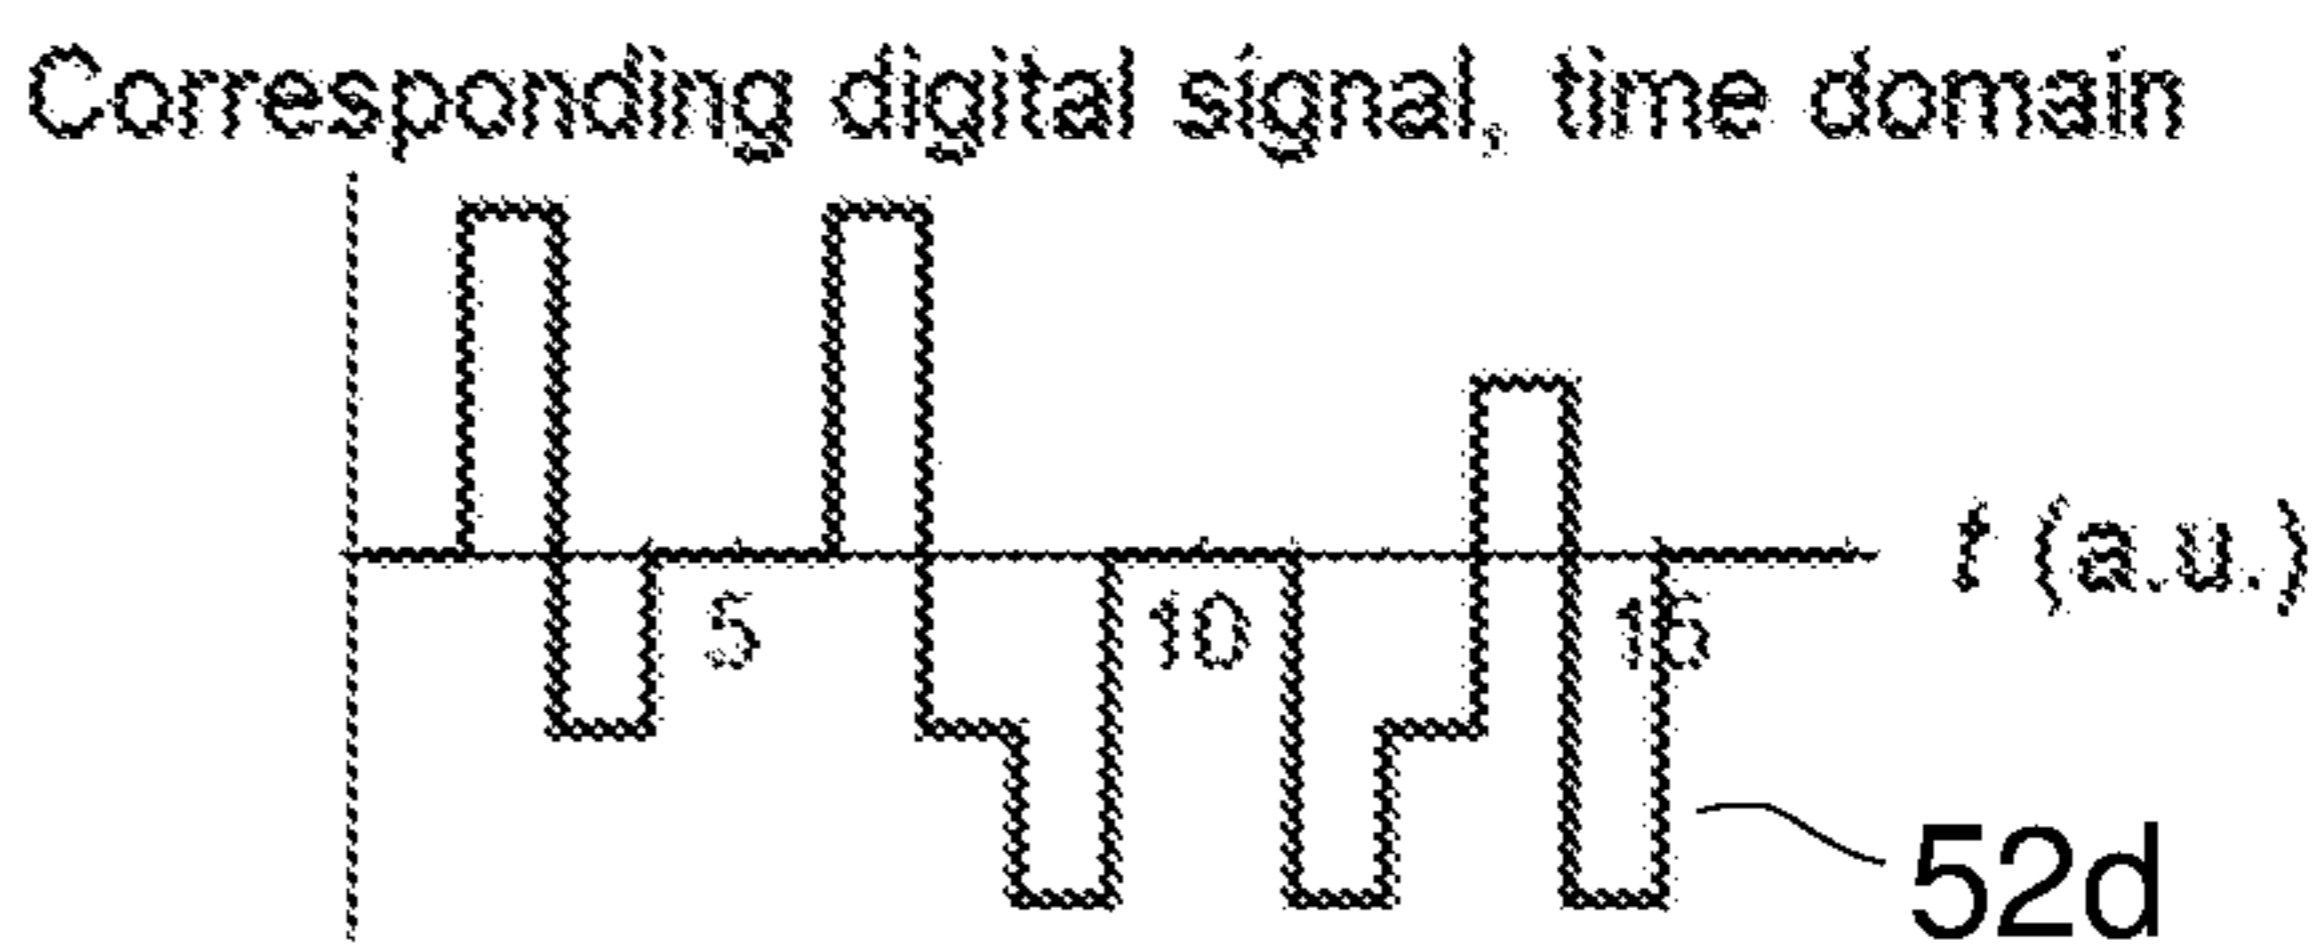 Corresponding digital signal, time domain
t (a.u.)
5 10 15
52d